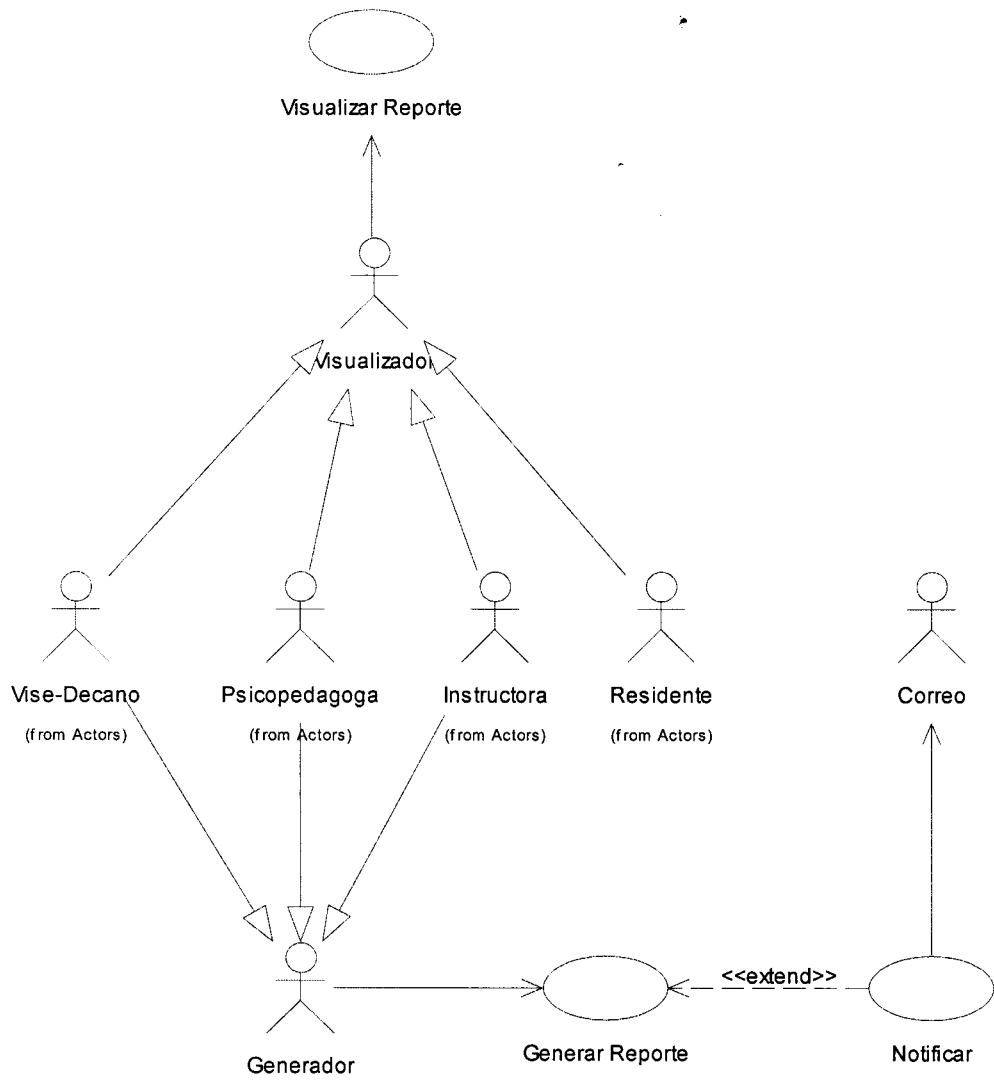 Visualizar Reporte
Visualizador
Vise-Decano
Psicopedagoga
Instructora
Residente
Correo
(from Actors)
(from Actors)
(from Actors)
(from Actors)
<<extend>>
Generador
Generar Reporte
Notificar